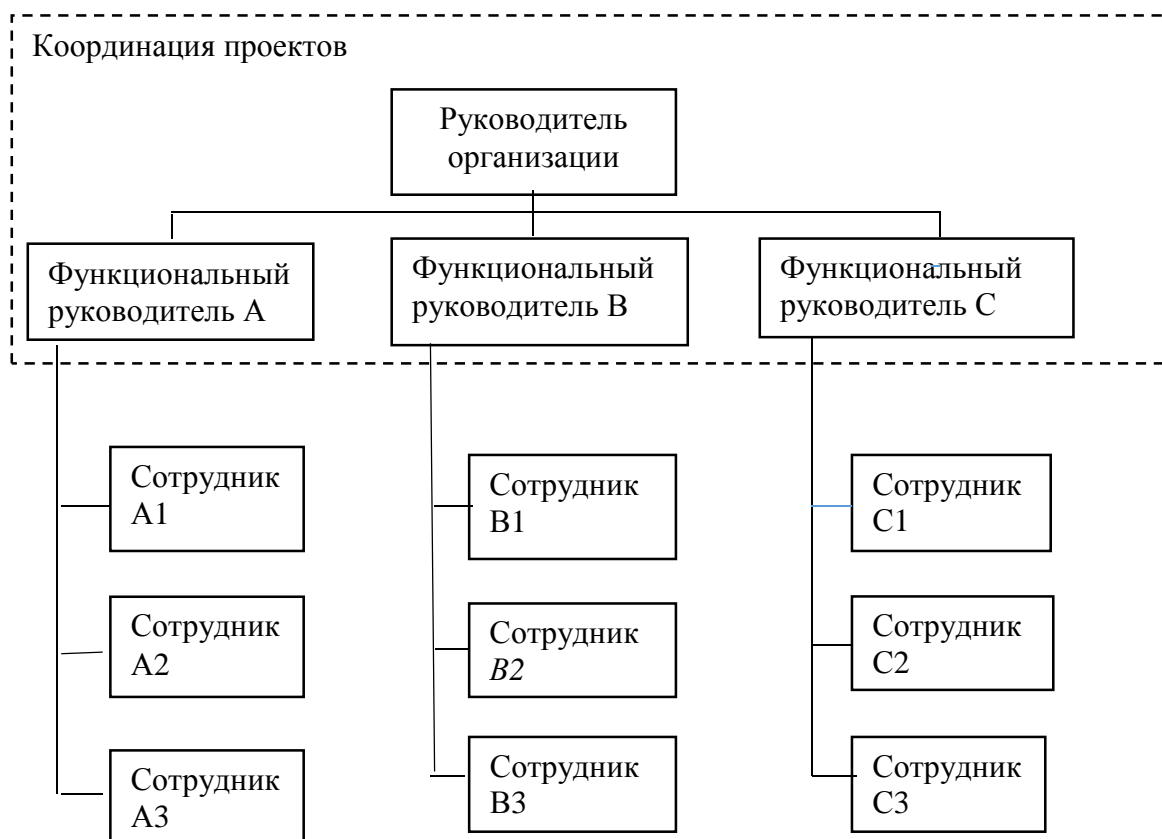 Координация проектов
Руководитель
организации
Функциональный
руководитель А
Функциональный
руководитель В
Функциональный
руководитель С
Сотрудник
А1
Сотрудник
В1
Сотрудник
С1
Сотрудник
А2
Сотрудник
В2
Сотрудник
С2
Сотрудник
А3
Сотрудник
В3
Сотрудник
С3